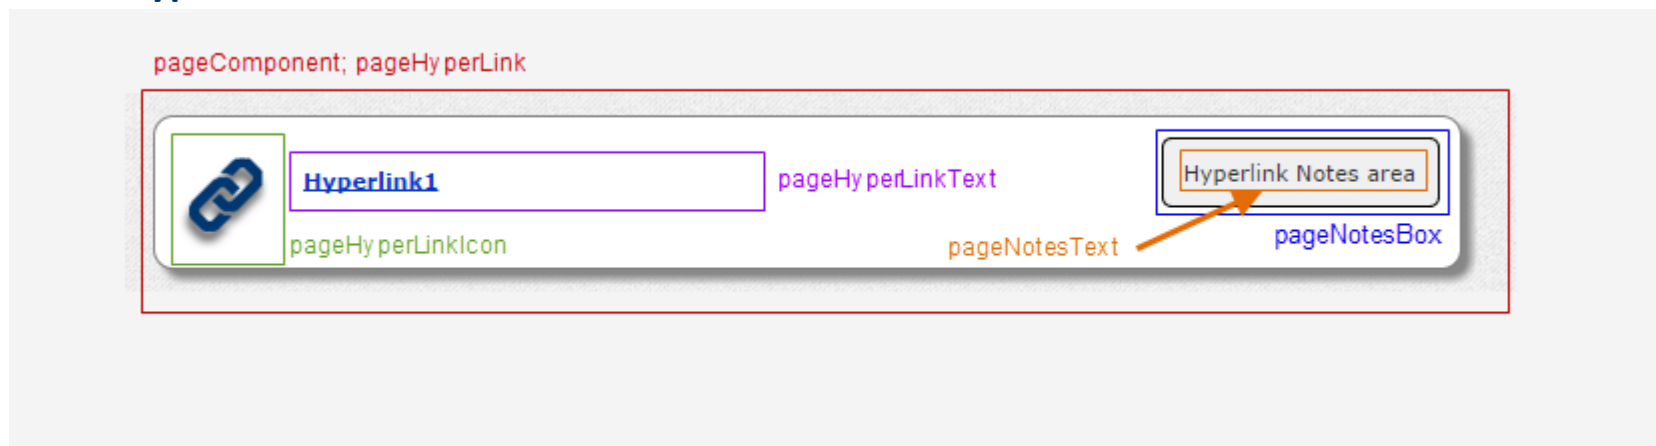 pageComponent; pageHyperLink
Hyperlink1
pageHyperLinkText
Hyperlink Notes area
pageHyperLinkIcon
pageNotesText
pageNotesBox